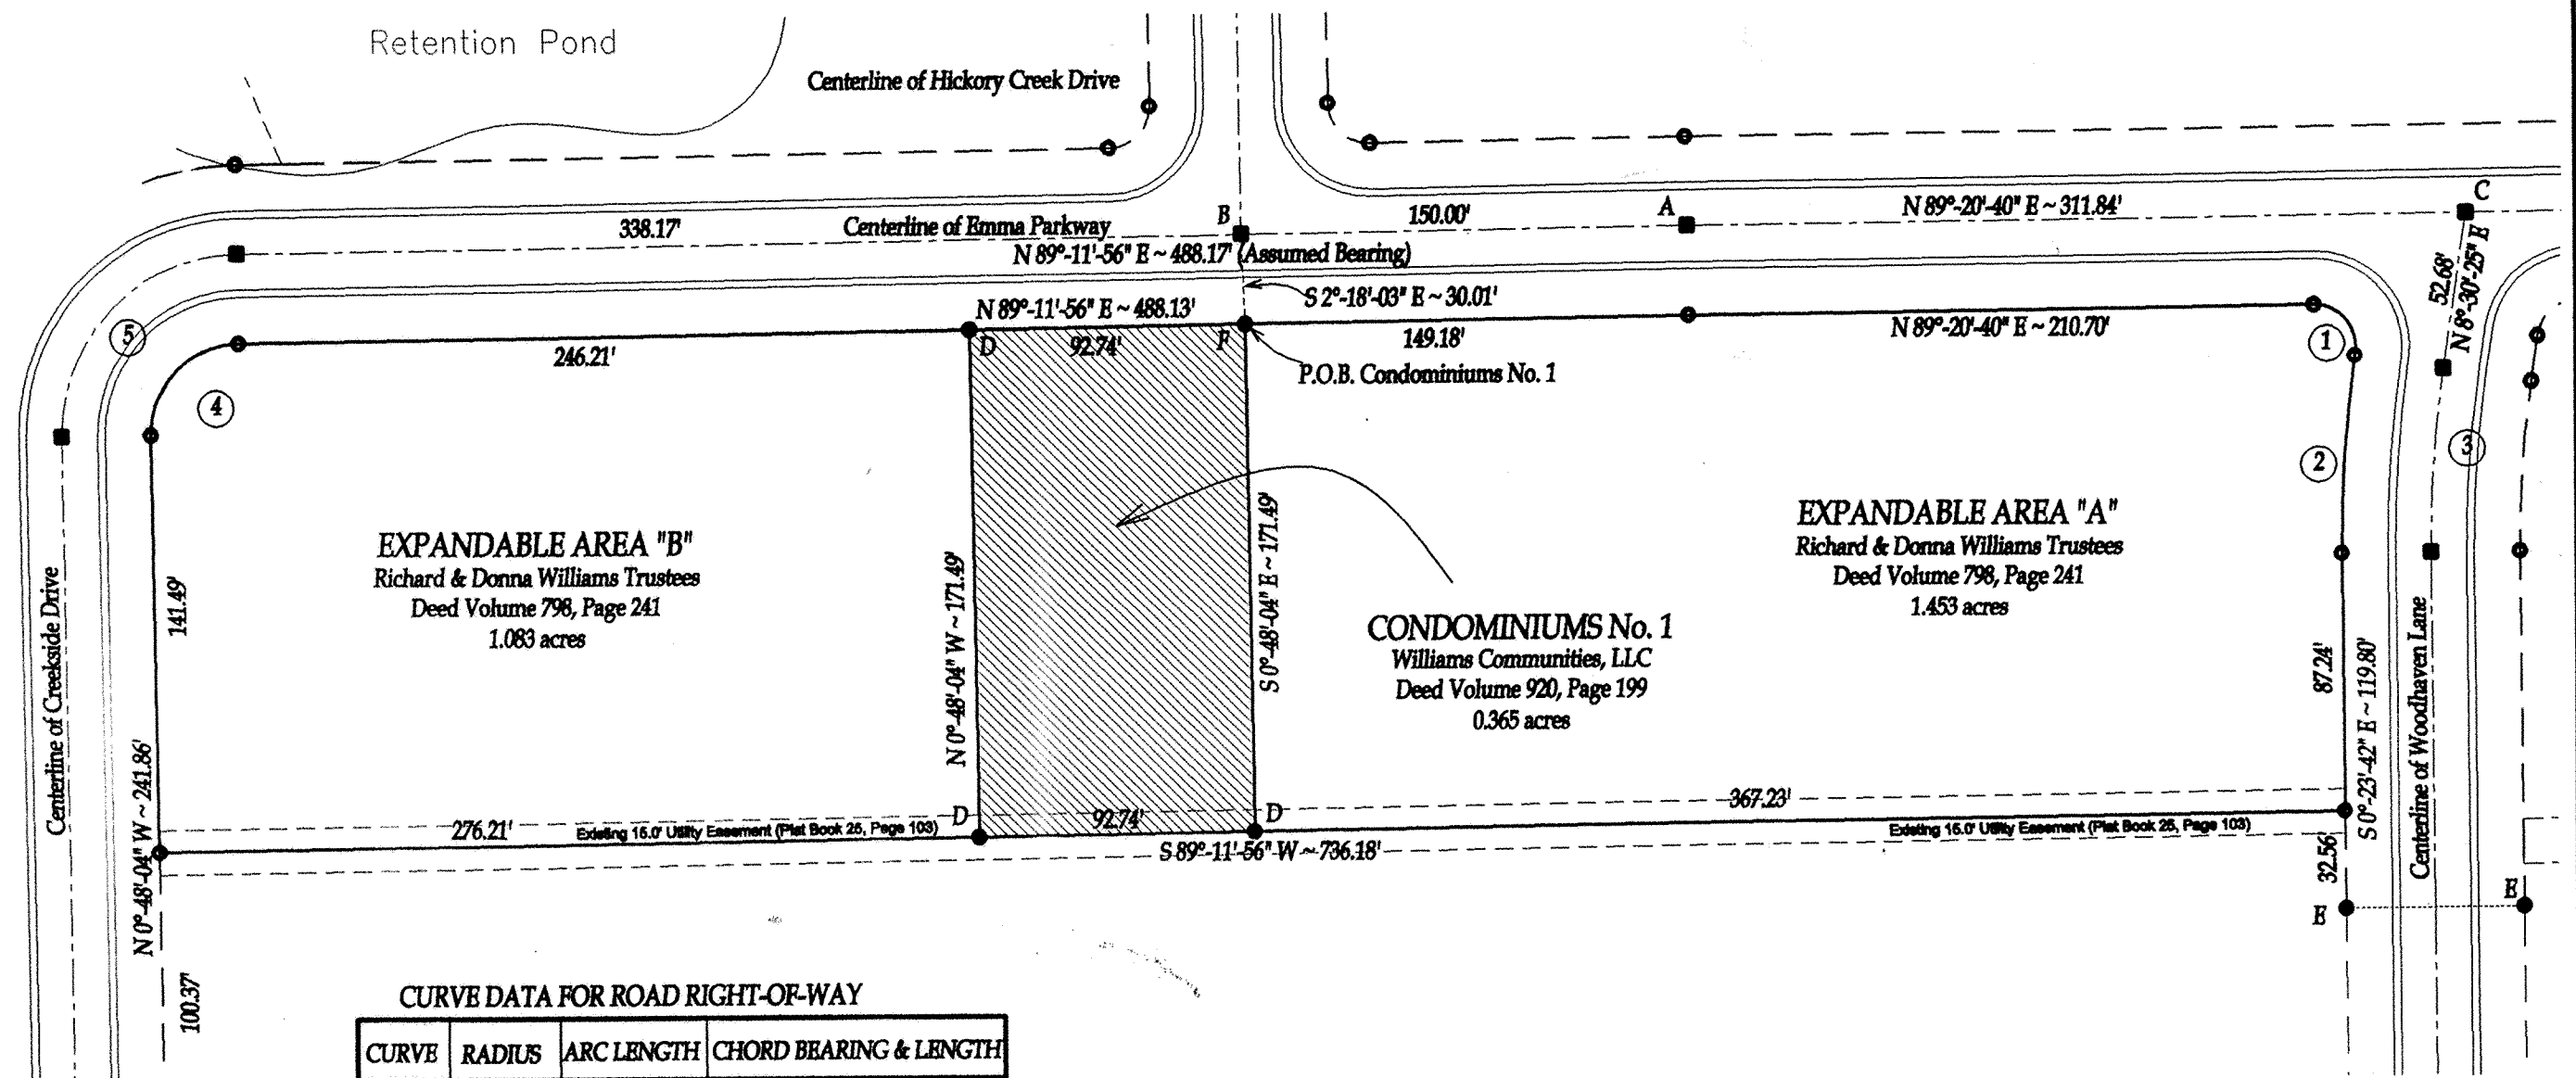 Retention Pond
Centerline of Hickory Creek Drive
C
N 89°-20'-40" E ~ 311.84'
A
150.00'
B
338.17'
Centerline of Emma Parkway
N 89°-11'-56" E ~ 488.17' (Assumed Bearing)
52.68'
N 8°-30'-25" E
S 2°-18'-03" E ~ 30.01'
N 89°-11'-56" E ~ 488.13'
5
246.21'
D
92.74'
F
149.18'
N 89°-20'-40" E ~ 210.70'
1
P.O.B. Condominiums No. 1
4
3
2
EXPANDABLE AREA "B"
Richard & Donna Williams Trustees
Deed Volume 798, Page 241
1.083 acres
EXPANDABLE AREA "A"
Richard & Donna Williams Trustees
Deed Volume 798, Page 241
1.453 acres
CONDOMINIUMS No. 1
Williams Communities, LLC
Deed Volume 920, Page 199
0.365 acres
Centerline of Creekside Drive
141.49'
N 0°-48'-04" W ~ 241.86'
N 0°-48'-04" W ~ 171.49'
S 0°-48'-04" E ~ 171.49'
87.24'
S 0°-23'-42" E ~ 119.80'
Centerline of Woodhaven Lane
276.21'
Existing 15.0' Utility Easement (Plat Book 25, Page 103)
D
92.74'
D
367.23'
Existing 15.0' Utility Easement (Plat Book 25, Page 103)
S 89°-11'-56" W ~ 736.18'
32.56'
E
E
100.37'
CURVE DATA FOR ROAD RIGHT-OF-WAY
CURVE RADIUS ARC LENGTH CHORD BEARING & LENGTH